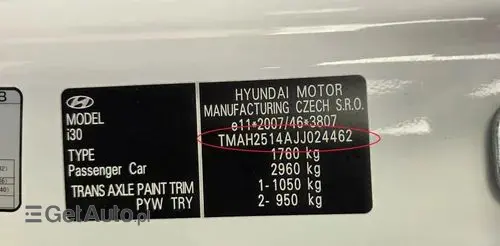 B
HYUNDAI
MODEL
i30
TYPE
Passenger Car
TRANS AXLE PAINT TRIM
PYW TRY
HYUNDAI MOTOR
MANUFACTURING CZECH S.R.O.
e11*2007/46*3807
TMAH2514AJJ024462
1760 kg
2960 kg
1- 1050 kg
2- 950 kg
GetAuto.pl